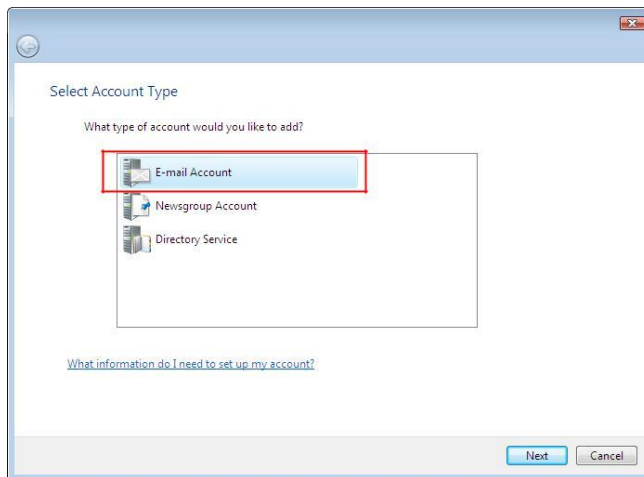 Select Account Type
What type of account would you like to add?
E-mail Account
Newsgroup Account
Directory Service
What information do I need to set up my account?
Next Cancel